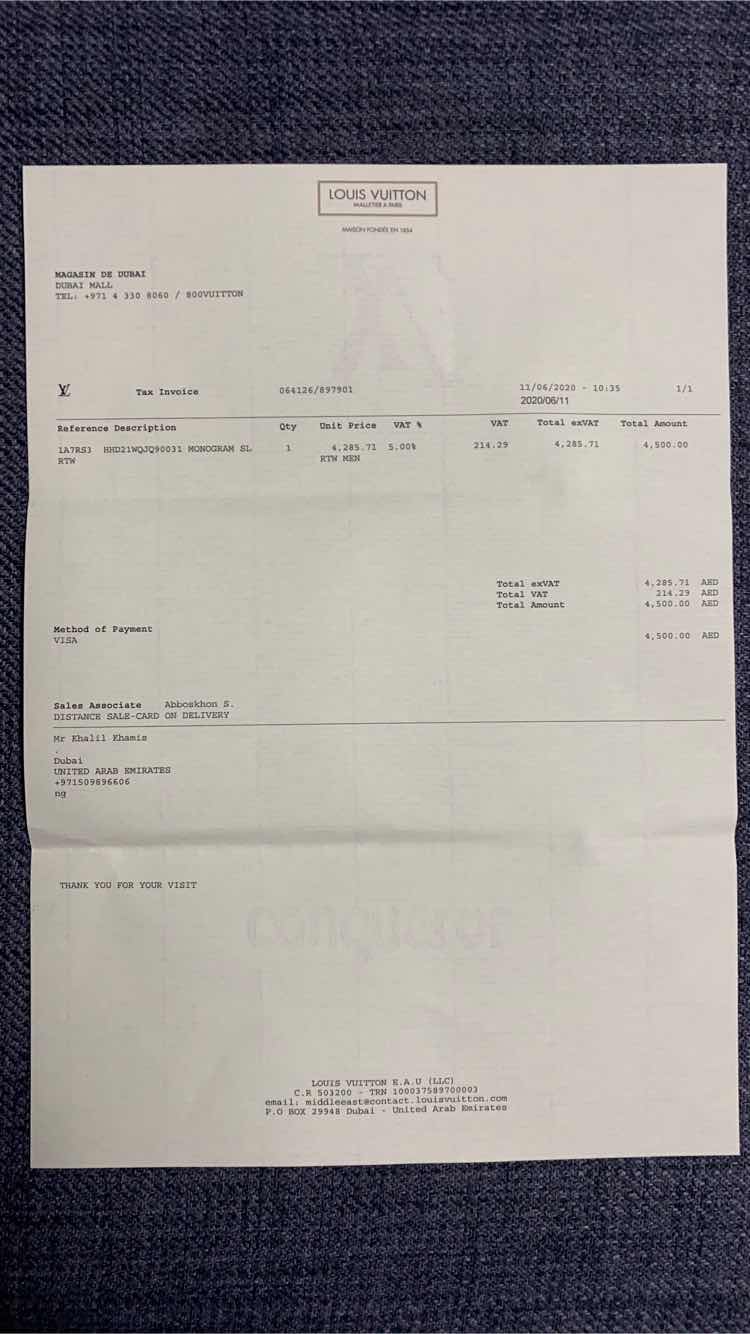 LOUIS VUITTON
MALLETIER A PARIS
MAISON FONDÉE EN 1854
MAGASIN DE DUBAI
DUBAI MALL
TEL: +971 4 330 8060 / 800VUITTON
LV Tax Invoice 064126/897901 11/06/2020 - 10:35 1/1
2020/06/11
Reference Description Qty Unit Price VAT % VAT Total exVAT Total Amount
1A7RS3 HHD21WQJQ90031 MONOGRAM SL 1 4,285.71 5.00% 214.29 4,285.71 4,500.00
RTW RTW MEN
Total exVAT 4,285.71 AED
Total VAT 214.29 AED
Total Amount 4,500.00 AED
Method of Payment
VISA 4,500.00 AED
Sales Associate Abboskhon S.
DISTANCE SALE-CARD ON DELIVERY
Mr Khalil Khamis
.
Dubai
UNITED ARAB EMIRATES
+971509896606
ng
THANK YOU FOR YOUR VISIT
conqueror
LOUIS VUITTON E.A.U (LLC)
C.R 503200 - TRN 100037589700003
email: middleeast@contact.louisvuitton.com
P.O BOX 29948 Dubai - United Arab Emirates